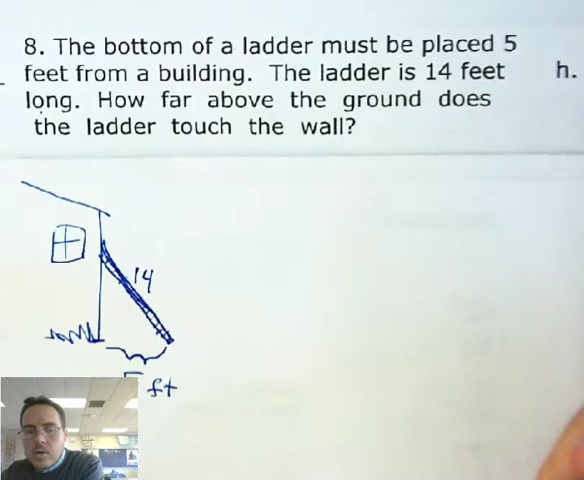 8. The bottom of a ladder must be placed 5
feet from a building. The ladder is 14 feet h.
long. How far above the ground does
the ladder touch the wall?
14
ft